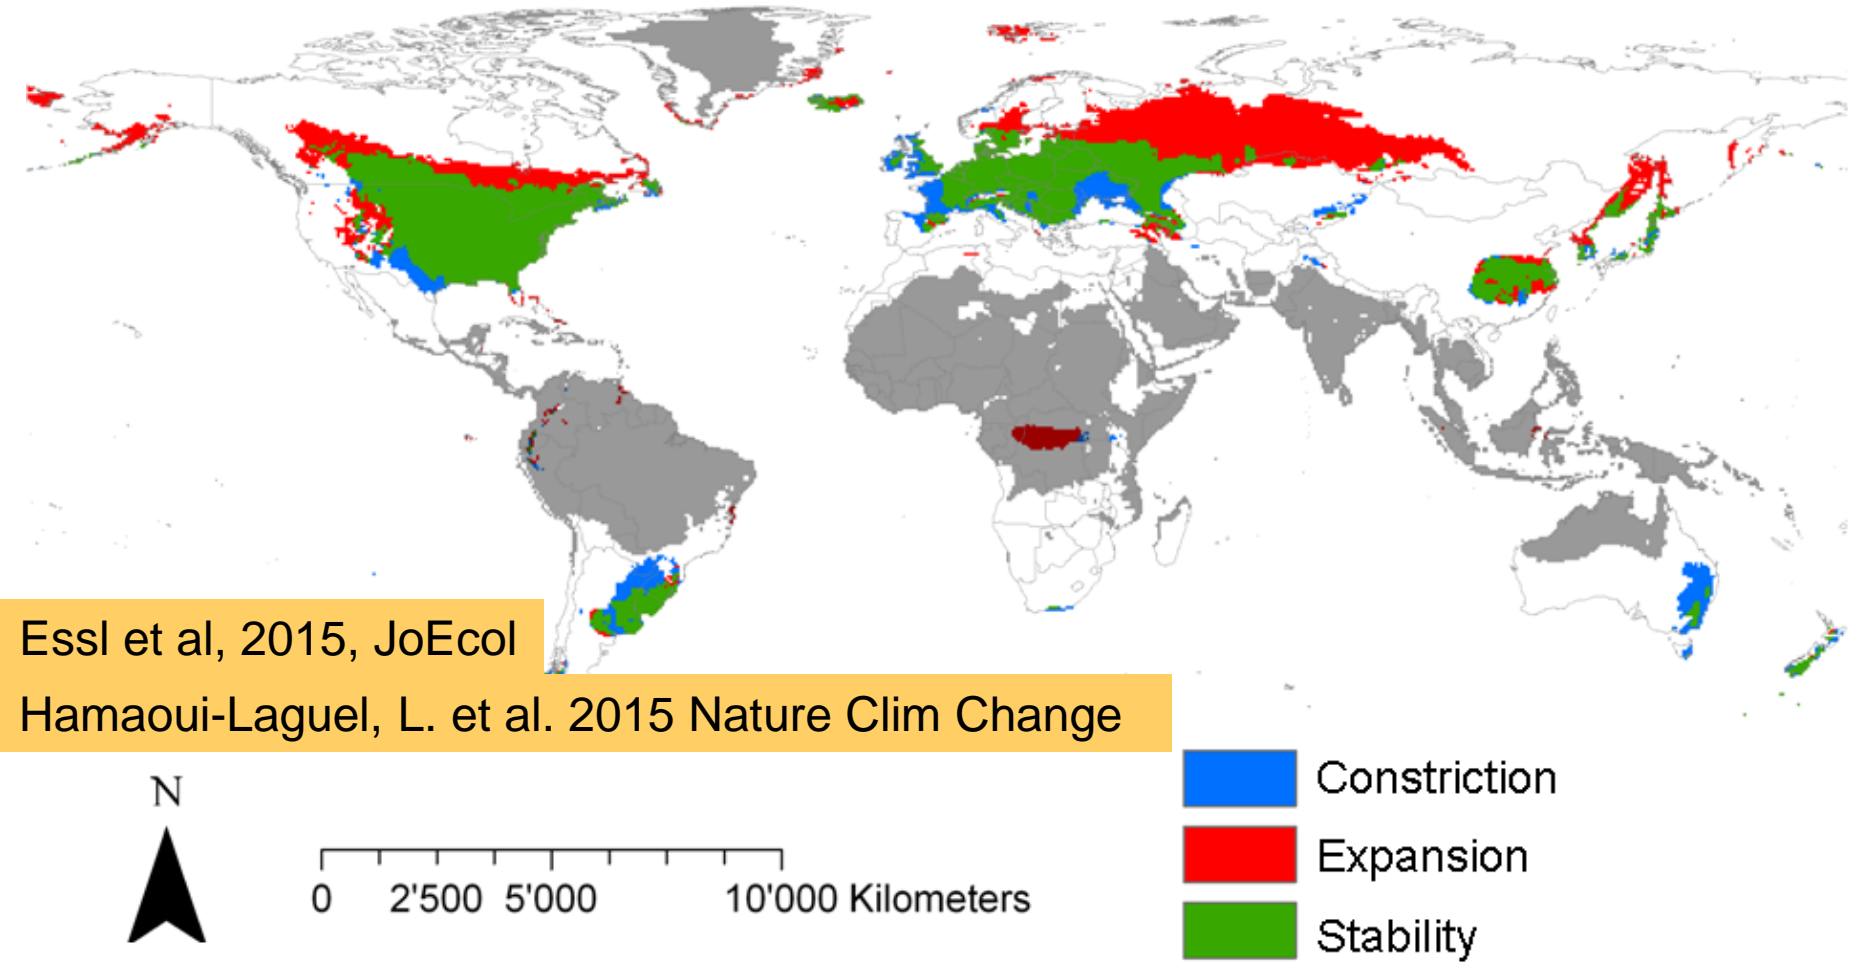 Essl et al, 2015, JoEcol
Hamaoui-Laguel, L. et al. 2015 Nature Clim Change
N
0 2'500 5'000 10'000 Kilometers
Constriction
Expansion
Stability